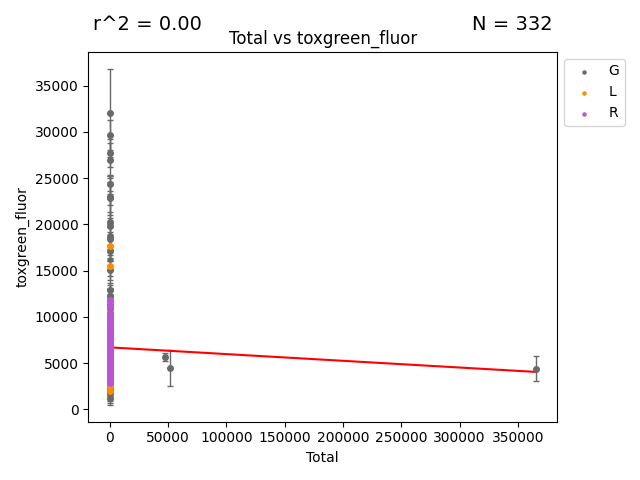 r^2 = 0.00
N = 332
Total vs toxgreen_fluor
G
L
R
35000
30000
25000
20000
15000
10000
5000
0
toxgreen_fluor
0 50000 100000 150000 200000 250000 300000 350000
Total